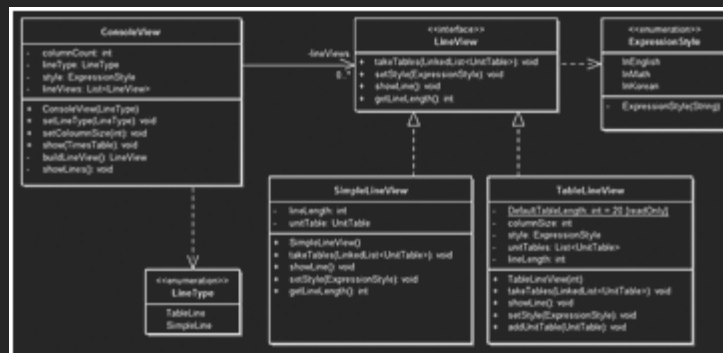 ConsoleView
- columnCount: int
- lineType: LineType
- style: ExpressionStyle
- lineViews: List<LineView>
+ ConsoleView(LineType)
+ setLineType(LineType): void
+ setColoumnSize(int): void
+ show(TimesTable): void
- buildLineView(): LineView
- showLines(): void
-lineViews
0..*
<<interface>>
LineView
+ takeTables(LinkedList<UnitTable>): void
+ setStyle(ExpressionStyle): void
+ showLine(): void
+ getLineLength(): int
<<enumeration>>
ExpressionStyle
InEnglish
InMath
InKorean
- ExpressionStyle(String)
SimpleLineView
- lineLength: int
- unitTable: UnitTable
+ SimpleLineView()
+ takeTables(LinkedList<UnitTable>): void
+ showLine(): void
+ setStyle(ExpressionStyle): void
+ getLineLength(): int
TableLineView
- DefaultTableLength: int = 20 {readOnly}
- columnSize: int
- style: ExpressionStyle
- unitTables: List<UnitTable>
- lineLength: int
+ TableLineView(int)
+ takeTables(LinkedList<UnitTable>): void
+ showLine(): void
+ setStyle(ExpressionStyle): void
+ addUnitTable(UnitTable): void
<<enumeration>>
LineType
TableLine
SimpleLine